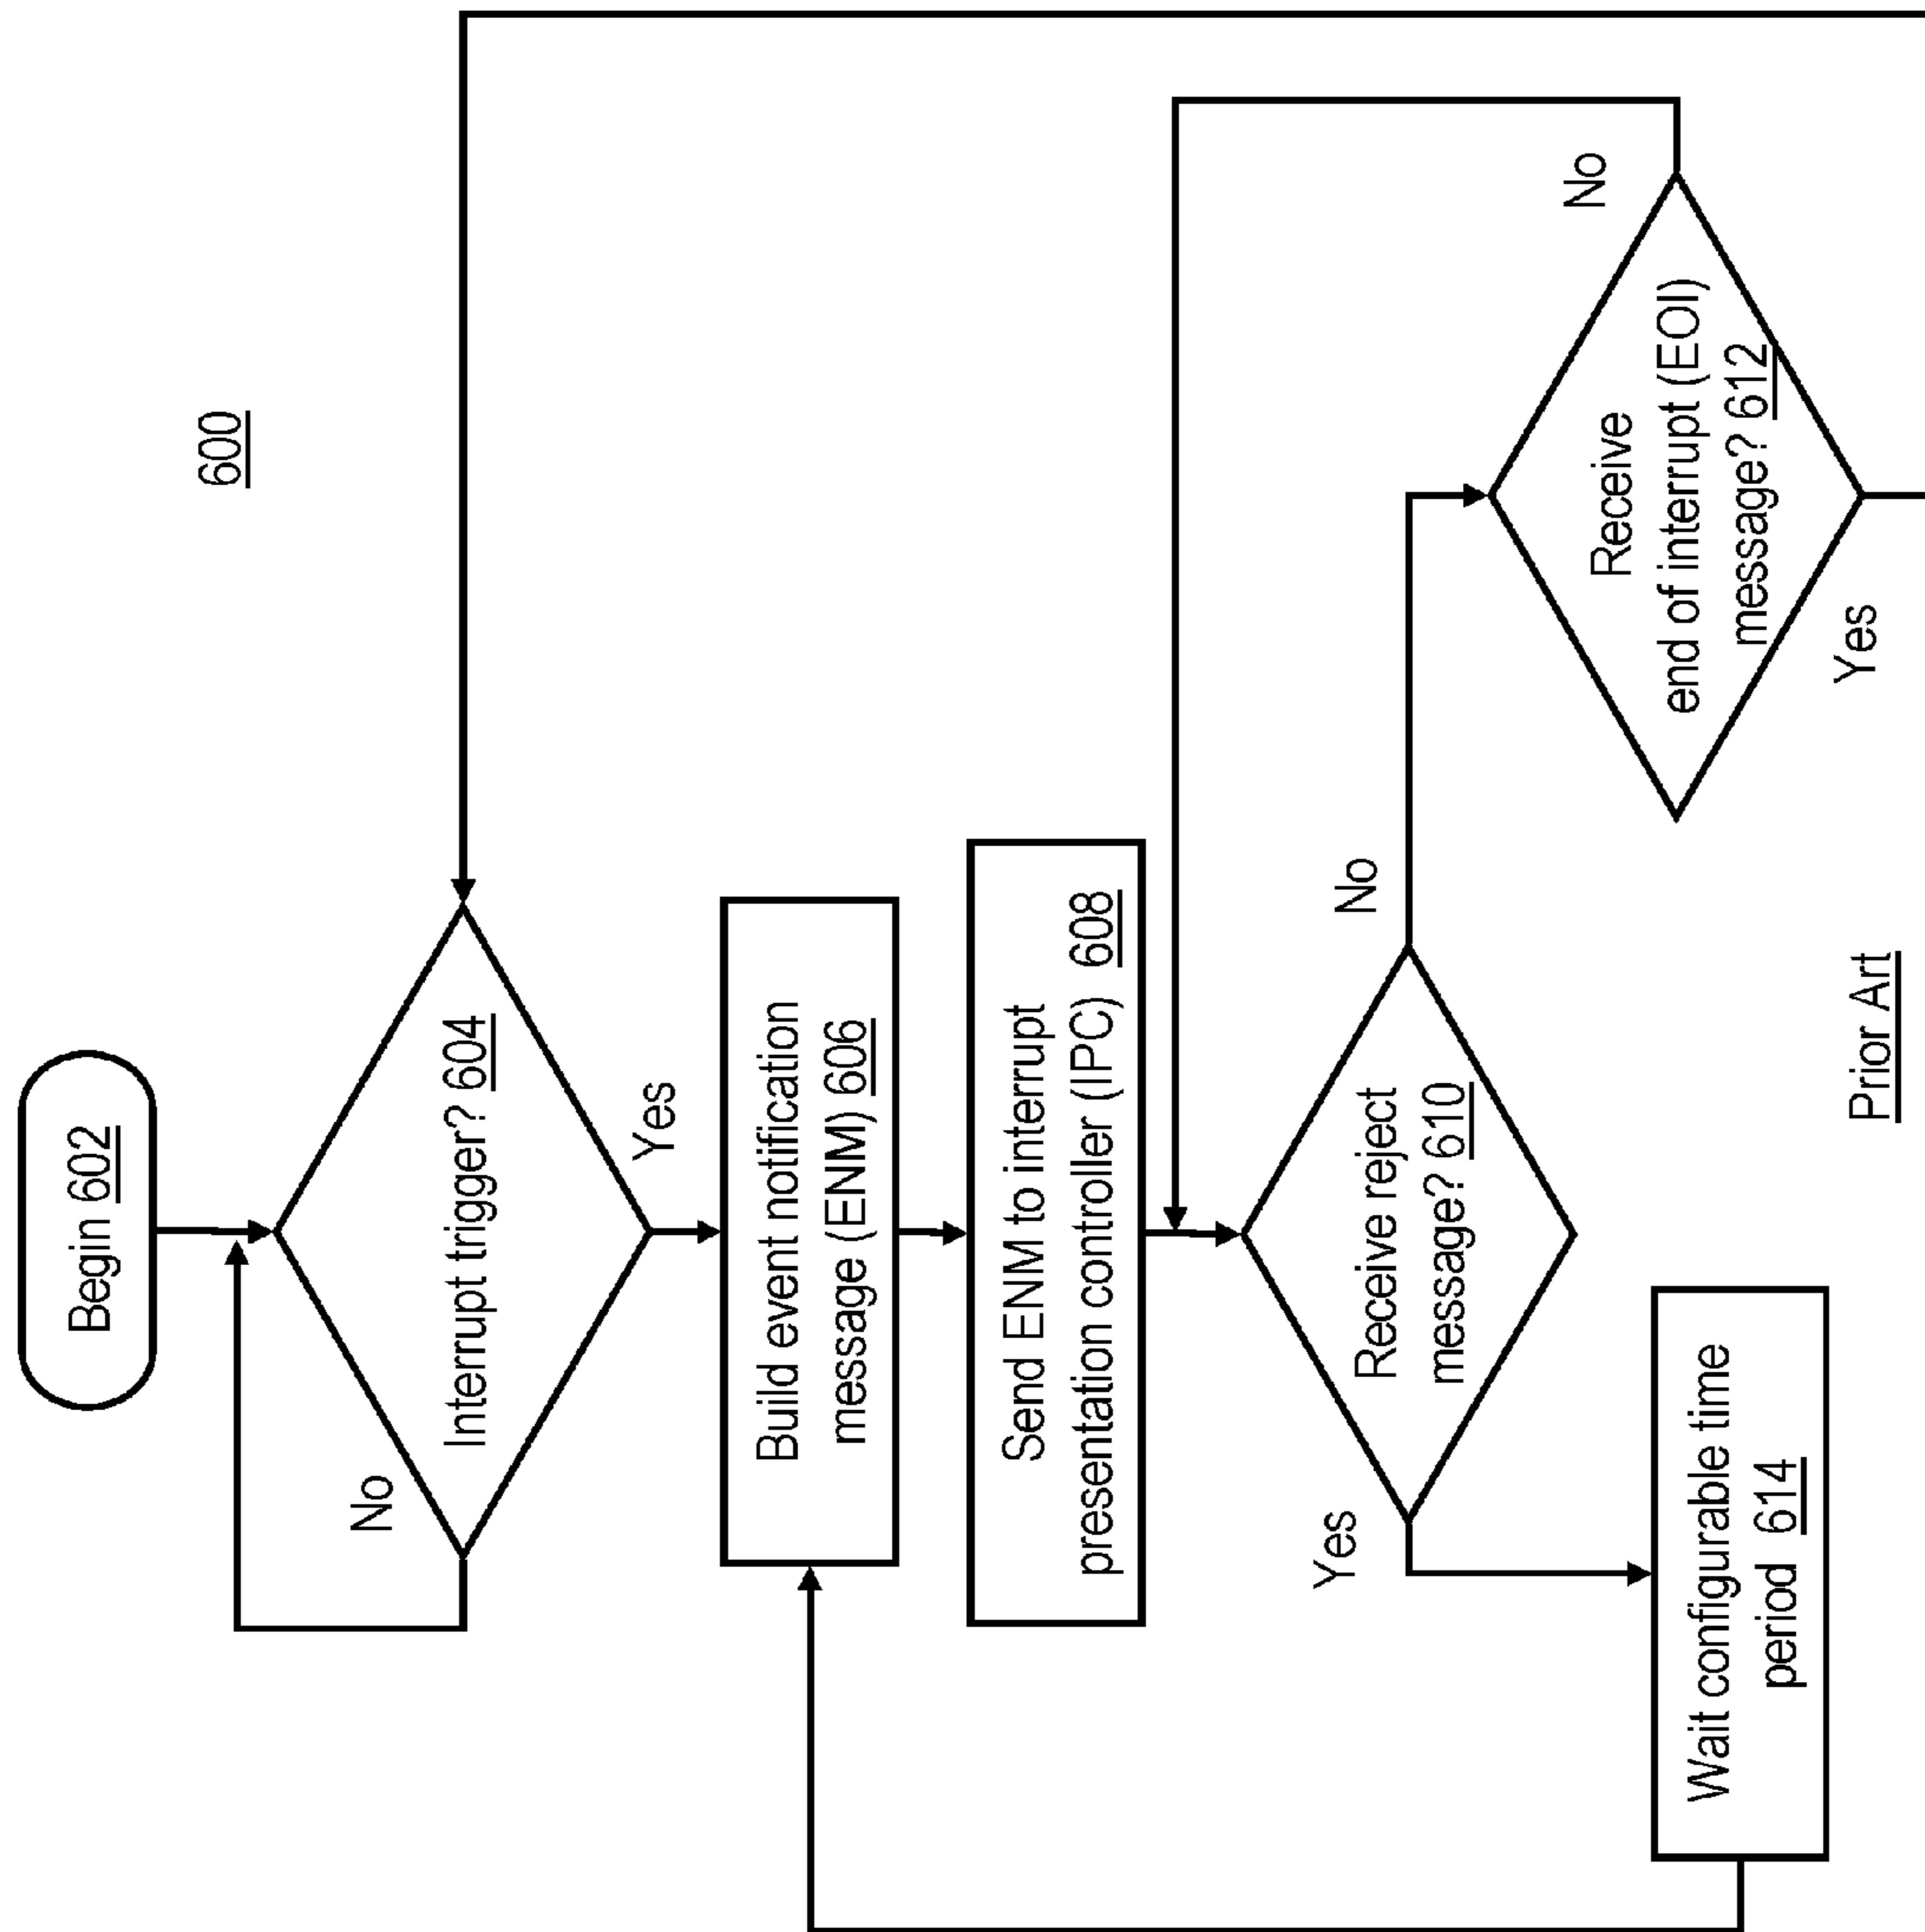 600
Begin 602
Interrupt trigger? 604
No
Yes
Build event notification
message (ENM) 606
Send ENM to interrupt
presentation controller (IPC) 608
Receive reject
message? 610
Yes
No
Receive
end of interrupt (EOI)
message? 612
No
Yes
Wait configurable time
period 614
Prior Art